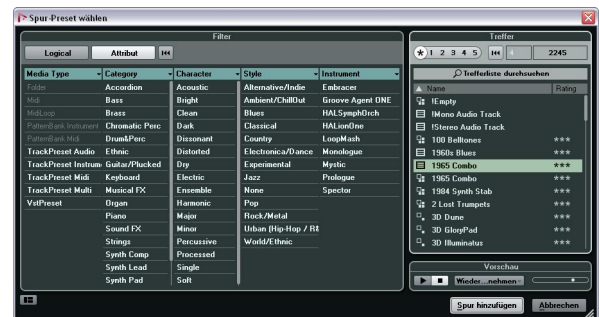 Spur-Preset wählen
Filter
Logical Attribut
Media Type Category Character Style Instrument
Folder Accordion Acoustic Alternative/Indie Embracer
Midi Bass Bright Ambient/ChillOut Groove Agent ONE
MidiLoop Brass Clean Blues HALSymphOrch
PatternBank Instrument Chromatic Perc Dark Classical HALionOne
PatternBank Midi Drum&Perc Dissonant Country LoopMash
TrackPreset Audio Ethnic Distorted Electronica/Dance Monologue
TrackPreset Instrum Guitar/Plucked Dry Experimental Mystic
TrackPreset Midi Keyboard Electric Jazz Prologue
TrackPreset Multi Musical FX Ensemble None Spector
VstPreset Organ Harmonic Pop
Piano Major Rock/Metal
Sound FX Minor Urban (Hip-Hop / R&
Strings Percussive World/Ethnic
Synth Comp Processed
Synth Lead Single
Synth Pad Soft
Treffer
1 2 3 4 5 2245
Trefferliste durchsuchen
Name Rating
!Empty
!Mono Audio Track
!Stereo Audio Track
100 Belltones ***
1960s Blues ***
1965 Combo ***
1965 Combo ***
1984 Synth Stab ***
2 Lost Trumpets ***
3D Dune ***
3D GloryPad ***
3D Illuminatus ***
Vorschau
Wieder...nehmen
Spur hinzufügen Abbrechen